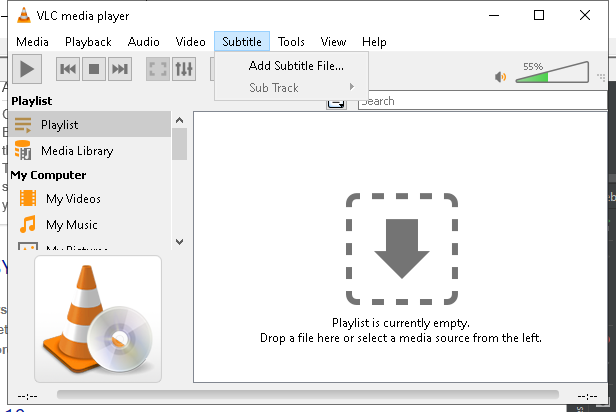 VLC media player
Media Playback Audio Video Subtitle Tools View Help
Add Subtitle File...
Sub Track
55%
Playlist
Search
Playlist
Media Library
My Computer
My Videos
My Music
My Pictures
Playlist is currently empty.
Drop a file here or select a media source from the left.
--:-- --:--